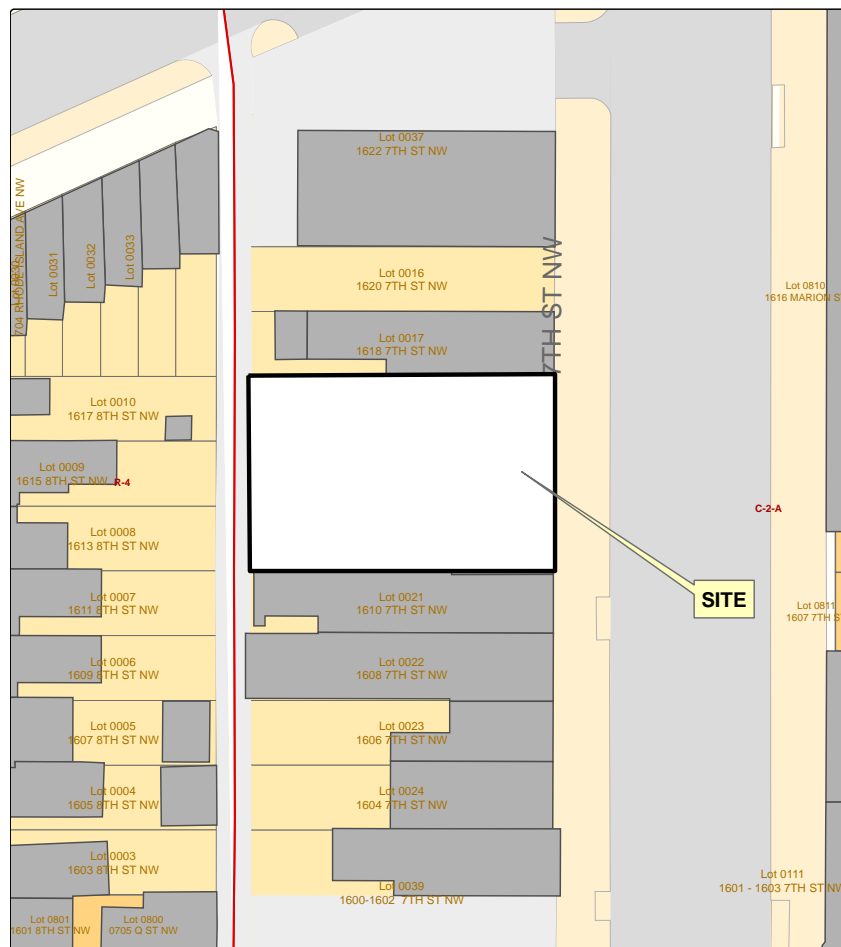 Lot 0037
1622 7TH ST NW
Lot 0016
1620 7TH ST NW
Lot 0017
1618 7TH ST NW
7TH ST NW
704 RHODE ISLAND AVE NW
Lot 0031
Lot 0032
Lot 0033
Lot 0810
1616 MARION S
Lot 0010
1617 8TH ST NW
Lot 0009
1615 8TH ST NW
R-4
Lot 0008
1613 8TH ST NW
C-2-A
SITE
Lot 0007
1611 8TH ST NW
Lot 0021
1610 7TH ST NW
Lot 0811
1607 7TH S
Lot 0006
1609 8TH ST NW
Lot 0022
1608 7TH ST NW
Lot 0005
1607 8TH ST NW
Lot 0023
1606 7TH ST NW
Lot 0004
1605 8TH ST NW
Lot 0024
1604 7TH ST NW
Lot 0003
1603 8TH ST NW
Lot 0039
1600-1602 7TH ST NW
Lot 0111
1601 - 1603 7TH ST NW
Lot 0801
1601 8TH ST NW
Lot 0800
0705 Q ST NW